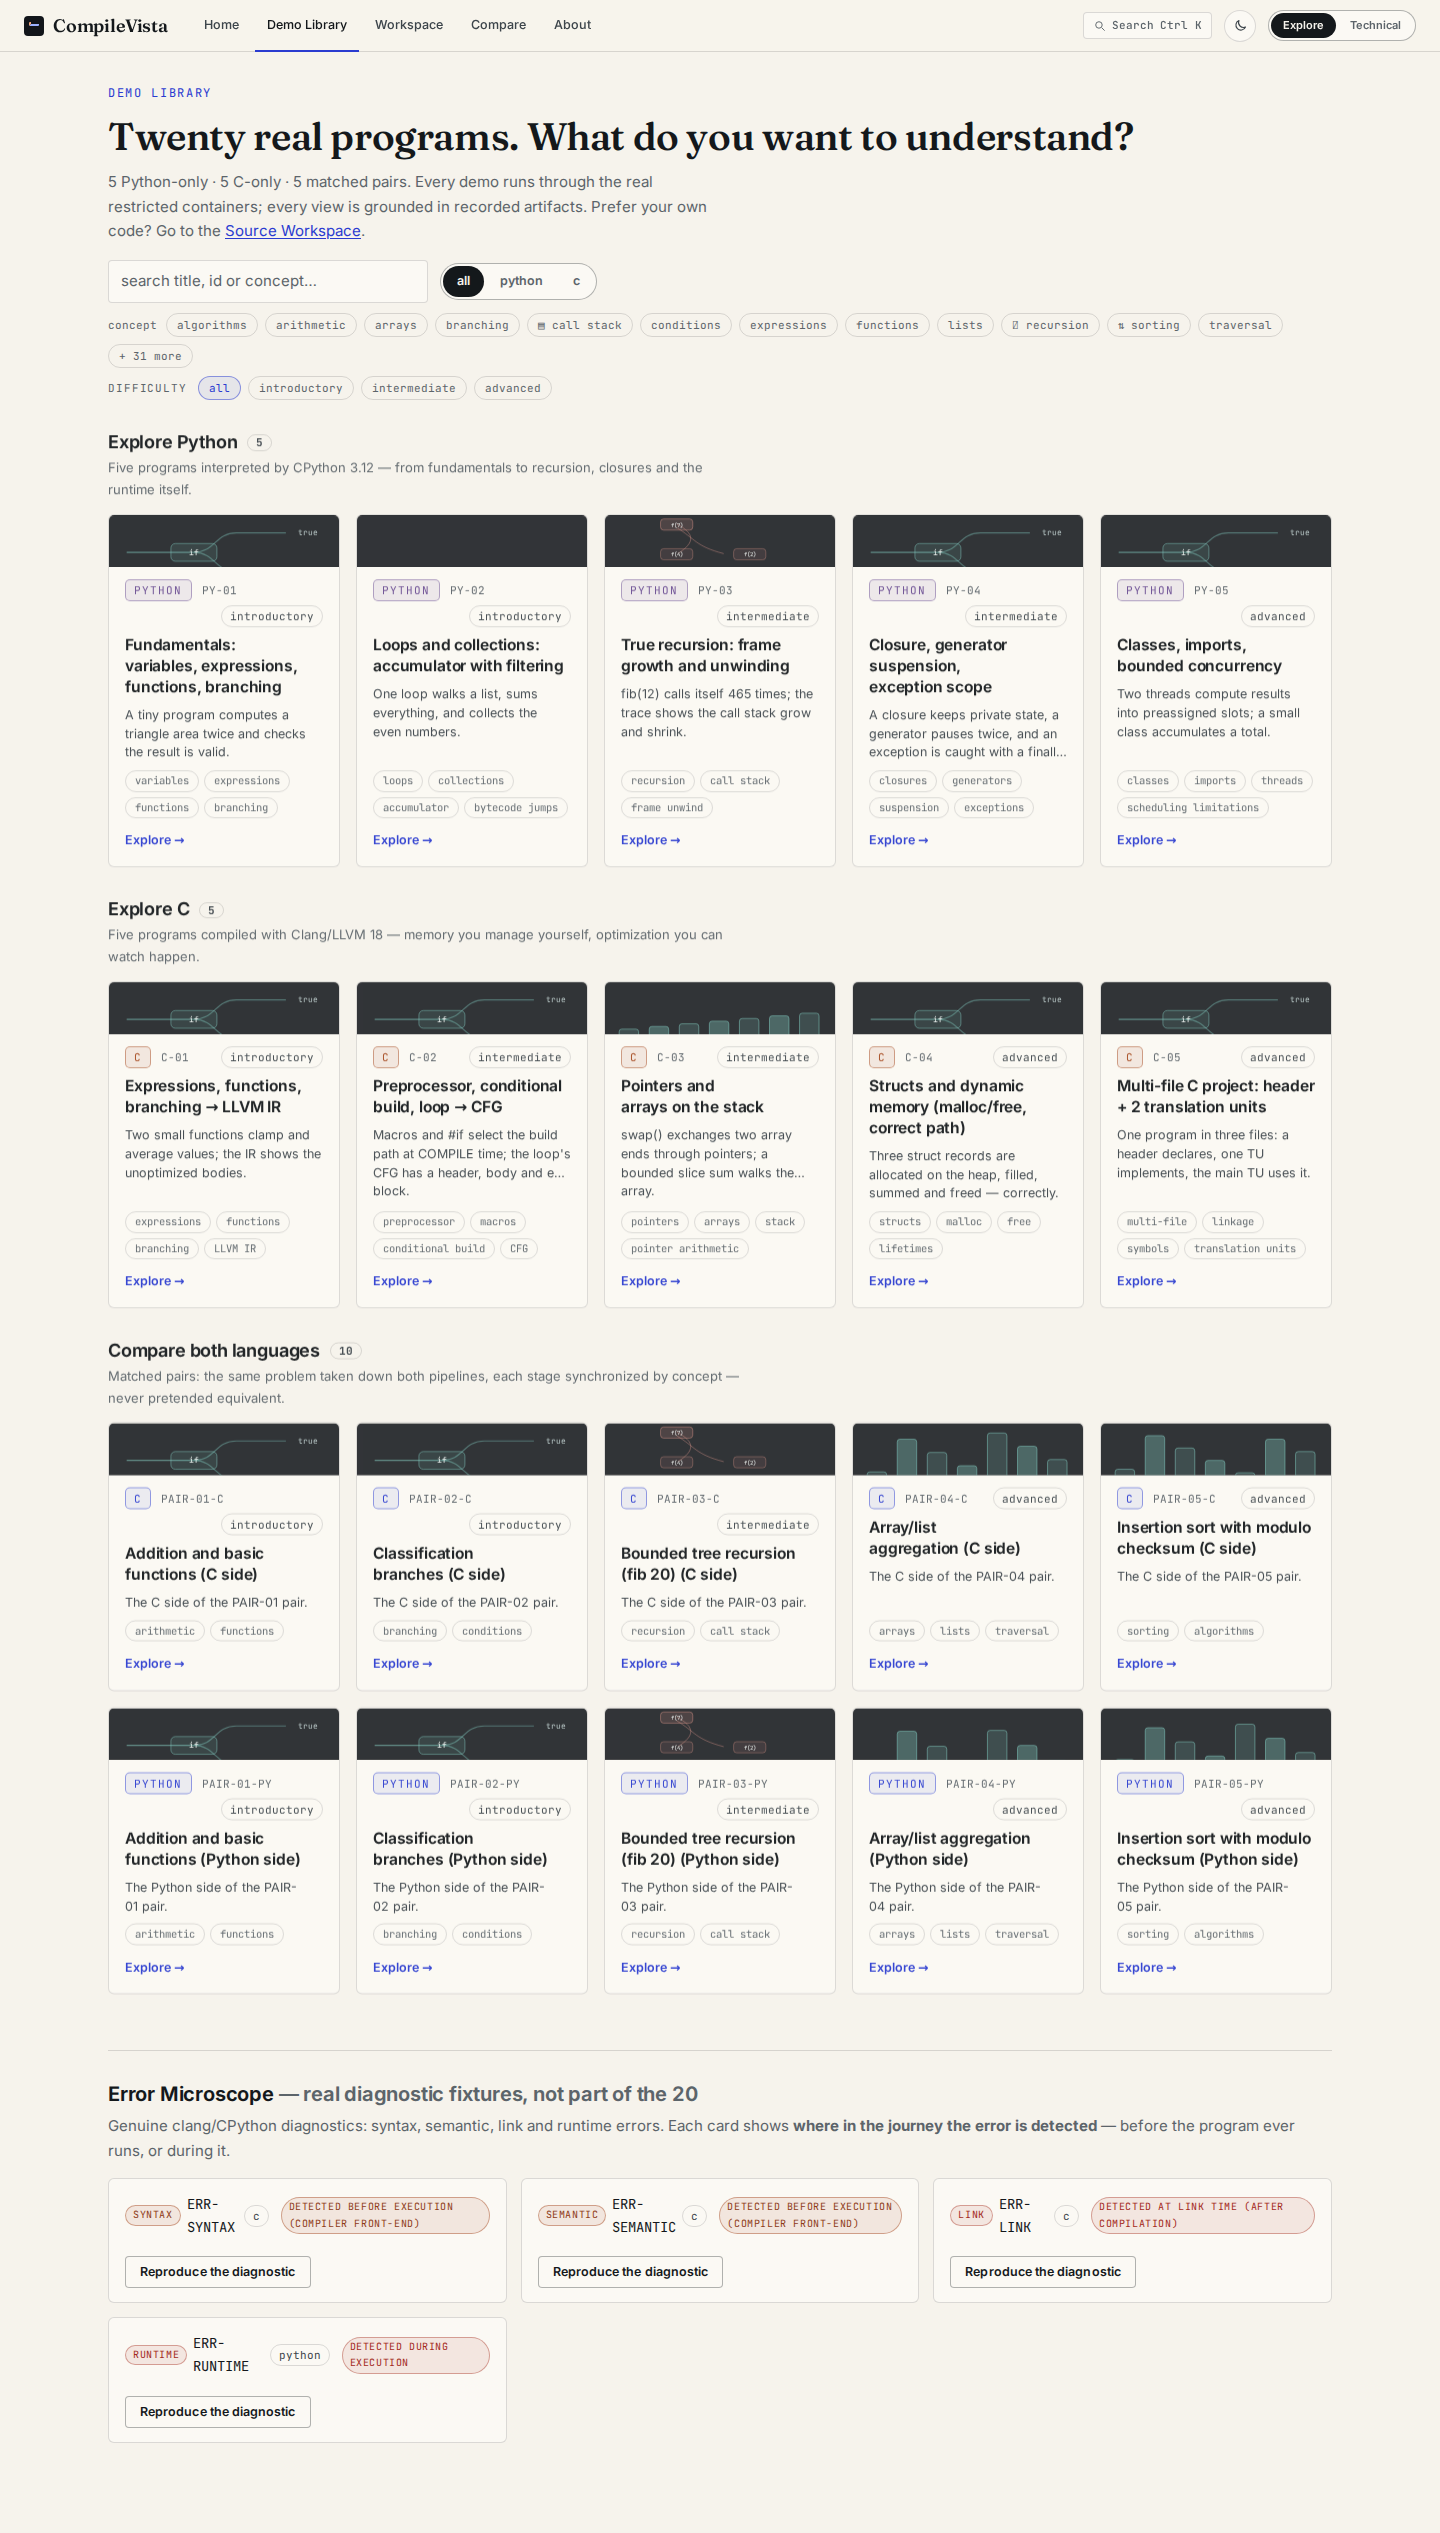 CompileVista
Home
Demo Library
Workspace
Compare
About
Search Ctrl K
Explore
Technical
DEMO LIBRARY
Twenty real programs. What do you want to understand?
5 Python-only · 5 C-only · 5 matched pairs. Every demo runs through the real
restricted containers; every view is grounded in recorded artifacts. Prefer your own
code? Go to the Source Workspace.
search title, id or concept…
all
python
c
concept
algorithms
arithmetic
arrays
branching
call stack
conditions
expressions
functions
lists
recursion
⇅ sorting
traversal
+ 31 more
DIFFICULTY
all
introductory
intermediate
advanced
Explore Python 5
Five programs interpreted by CPython 3.12 — from fundamentals to recursion, closures and the
runtime itself.
if
true
PYTHON PY-01
introductory
Fundamentals:
variables, expressions,
functions, branching
A tiny program computes a
triangle area twice and checks
the result is valid.
variables expressions
functions branching
Explore →
PYTHON PY-02
introductory
Loops and collections:
accumulator with filtering
One loop walks a list, sums
everything, and collects the
even numbers.
loops collections
accumulator bytecode jumps
Explore →
f(4)
f(2)
PYTHON PY-03
intermediate
True recursion: frame
growth and unwinding
fib(12) calls itself 465 times; the
trace shows the call stack grow
and shrink.
recursion call stack
frame unwind
Explore →
if
true
PYTHON PY-04
intermediate
Closure, generator
suspension,
exception scope
A closure keeps private state, a
generator pauses twice, and an
exception is caught with a finall…
closures generators
suspension exceptions
Explore →
if
true
PYTHON PY-05
advanced
Classes, imports,
bounded concurrency
Two threads compute results
into preassigned slots; a small
class accumulates a total.
classes imports threads
scheduling limitations
Explore →
Explore C 5
Five programs compiled with Clang/LLVM 18 — memory you manage yourself, optimization you can
watch happen.
if
true
C C-01 introductory
Expressions, functions,
branching → LLVM IR
Two small functions clamp and
average values; the IR shows the
unoptimized bodies.
expressions functions
branching LLVM IR
Explore →
if
true
C C-02 intermediate
Preprocessor, conditional
build, loop → CFG
Macros and #if select the build
path at COMPILE time; the loop's
CFG has a header, body and e…
block.
preprocessor macros
conditional build CFG
Explore →
C C-03 intermediate
Pointers and
arrays on the stack
swap() exchanges two array
ends through pointers; a
bounded slice sum walks the…
array.
pointers arrays stack
pointer arithmetic
Explore →
if
true
C C-04 advanced
Structs and dynamic
memory (malloc/free,
correct path)
Three struct records are
allocated on the heap, filled,
summed and freed — correctly.
structs malloc free
lifetimes
Explore →
if
true
C C-05 advanced
Multi-file C project: header
+ 2 translation units
One program in three files: a
header declares, one TU
implements, the main TU uses it.
multi-file linkage
symbols translation units
Explore →
Compare both languages 10
Matched pairs: the same problem taken down both pipelines, each stage synchronized by concept —
never pretended equivalent.
if
true
C PAIR-01-C
introductory
Addition and basic
functions (C side)
The C side of the PAIR-01 pair.
arithmetic functions
Explore →
if
true
C PAIR-02-C
introductory
Classification
branches (C side)
The C side of the PAIR-02 pair.
branching conditions
Explore →
f(4)
f(2)
C PAIR-03-C
intermediate
Bounded tree recursion
(fib 20) (C side)
The C side of the PAIR-03 pair.
recursion call stack
Explore →
C PAIR-04-C advanced
Array/list
aggregation (C side)
The C side of the PAIR-04 pair.
arrays lists traversal
Explore →
C PAIR-05-C advanced
Insertion sort with modulo
checksum (C side)
The C side of the PAIR-05 pair.
sorting algorithms
Explore →
if
true
PYTHON PAIR-01-PY
introductory
Addition and basic
functions (Python side)
The Python side of the PAIR-
01 pair.
arithmetic functions
Explore →
if
true
PYTHON PAIR-02-PY
introductory
Classification
branches (Python side)
The Python side of the PAIR-
02 pair.
branching conditions
Explore →
f(4)
f(2)
PYTHON PAIR-03-PY
intermediate
Bounded tree recursion
(fib 20) (Python side)
The Python side of the PAIR-
03 pair.
recursion call stack
Explore →
PYTHON PAIR-04-PY
advanced
Array/list aggregation
(Python side)
The Python side of the PAIR-
04 pair.
arrays lists traversal
Explore →
PYTHON PAIR-05-PY
advanced
Insertion sort with modulo
checksum (Python side)
The Python side of the PAIR-
05 pair.
sorting algorithms
Explore →
Error Microscope — real diagnostic fixtures, not part of the 20
Genuine clang/CPython diagnostics: syntax, semantic, link and runtime errors. Each card shows where in the journey the error is detected — before the program ever
runs, or during it.
SYNTAX
ERR-
SYNTAX
c
DETECTED BEFORE EXECUTION
(COMPILER FRONT-END)
Reproduce the diagnostic
SEMANTIC
ERR-
SEMANTIC
c
DETECTED BEFORE EXECUTION
(COMPILER FRONT-END)
Reproduce the diagnostic
LINK
ERR-
LINK
c
DETECTED AT LINK TIME (AFTER
COMPILATION)
Reproduce the diagnostic
RUNTIME
ERR-
RUNTIME
python
DETECTED DURING
EXECUTION
Reproduce the diagnostic